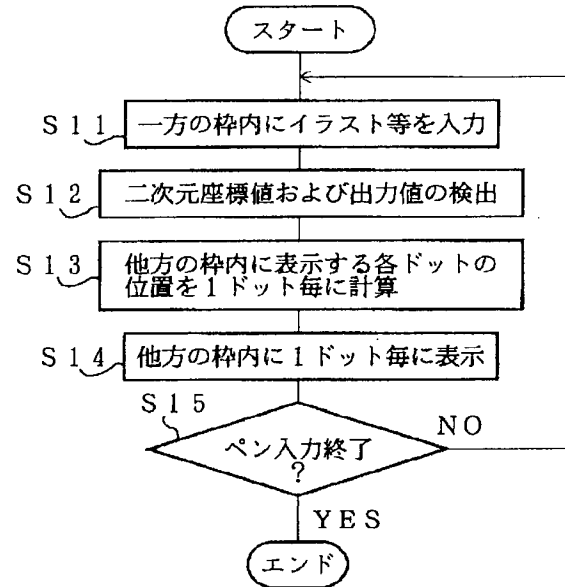 スタート
S11
一方の枠内にイラスト等を入力
S12
二次元座標値および出力値の検出
S13
他方の枠内に表示する各ドットの
位置を1ドット毎に計算
S14
他方の枠内に1ドット毎に表示
S15
ペン入力終了
?
NO
YES
エンド